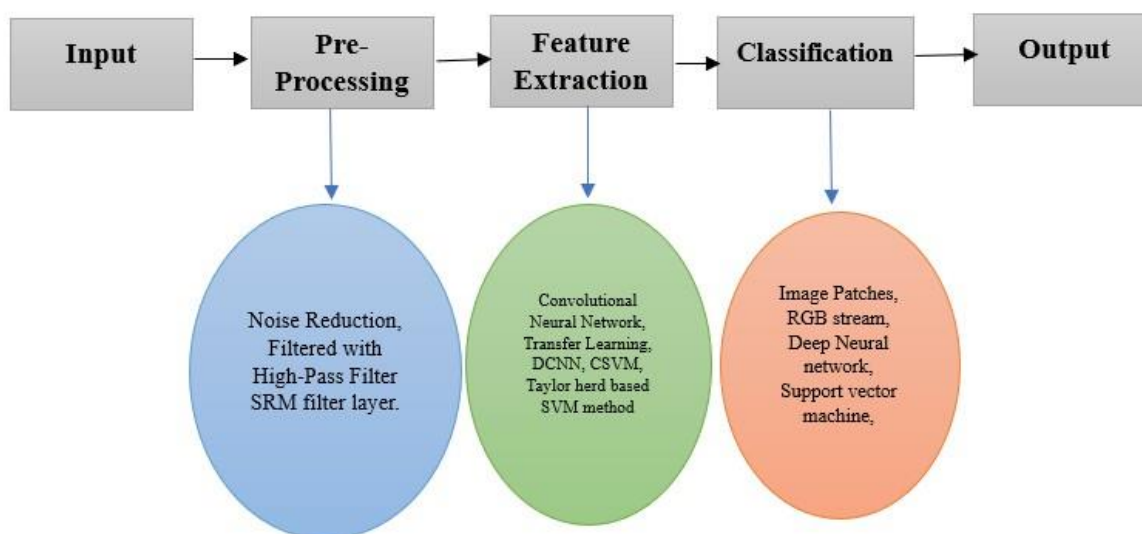 Input
Pre-
Processing
Feature
Extraction
Classification
Output
Noise Reduction,
Filtered with
High-Pass Filter
SRM filter layer.
Convolutional
Neural Network,
Transfer Learning,
DCNN, CSVM,
Taylor herd based
SVM method
Image Patches,
RGB stream,
Deep Neural
network,
Support vector
machine,